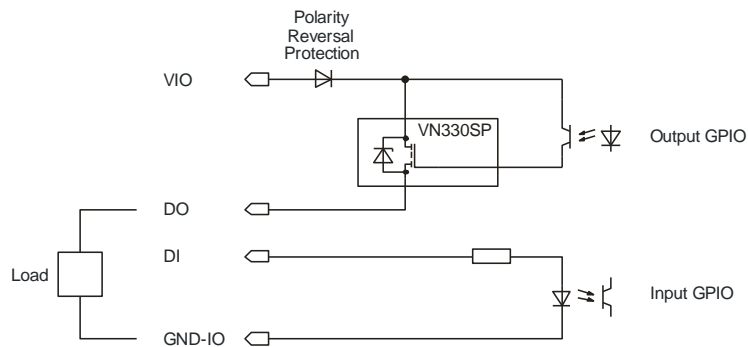 Polarity
Reversal
Protection
VIO
VN330SP
Output GPIO
DO
DI
Load
Input GPIO
GND-IO